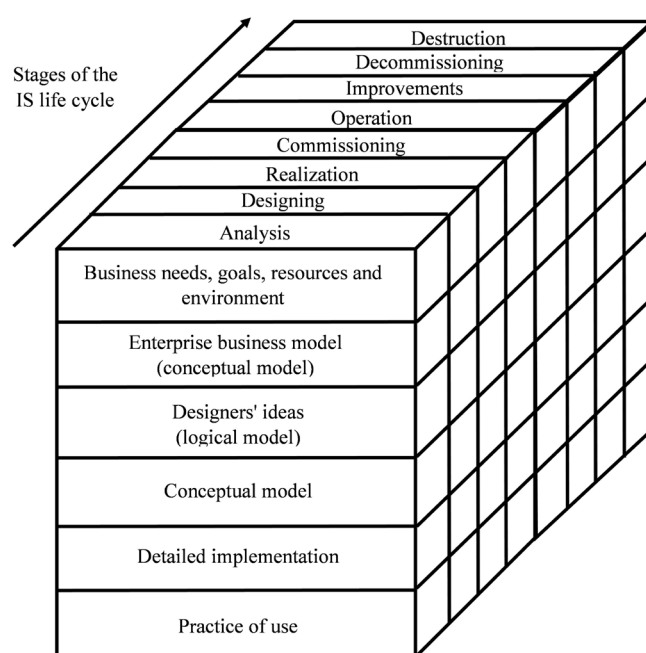 Stages of the
IS life cycle
Destruction
Decommissioning
Improvements
Operation
Commissioning
Realization
Designing
Analysis
Business needs, goals, resources and
environment
Enterprise business model
(conceptual model)
Designers' ideas
(logical model)
Conceptual model
Detailed implementation
Practice of use